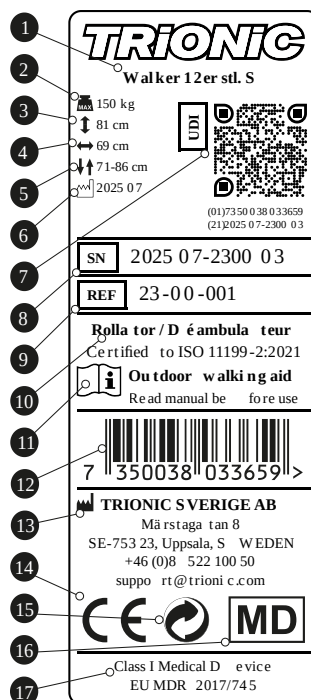 1
TRiONiC
Walker 12er stl. S
2
MAX 150 kg
3
81 cm
4
69 cm
5
71-86 cm
6
2025 07
UDI
(01)7350038033659
(21)2025 07-2300 03
7
8
SN 2025 07-2300 03
9
REF 23-00-001
10
Rollator/Déambulateur
Certified to ISO 11199-2:2021
11
i
Outdoor walking aid
Read manual before use
12
7 350038 033659 >
13
TRIONIC SVERIGE AB
Märstagatan 8
SE-753 23, Uppsala, SWEDEN
+46 (0)8 522 100 50
support@trionic.com
14
15
16
CE MD
17
Class I Medical Device
EU MDR 2017/745